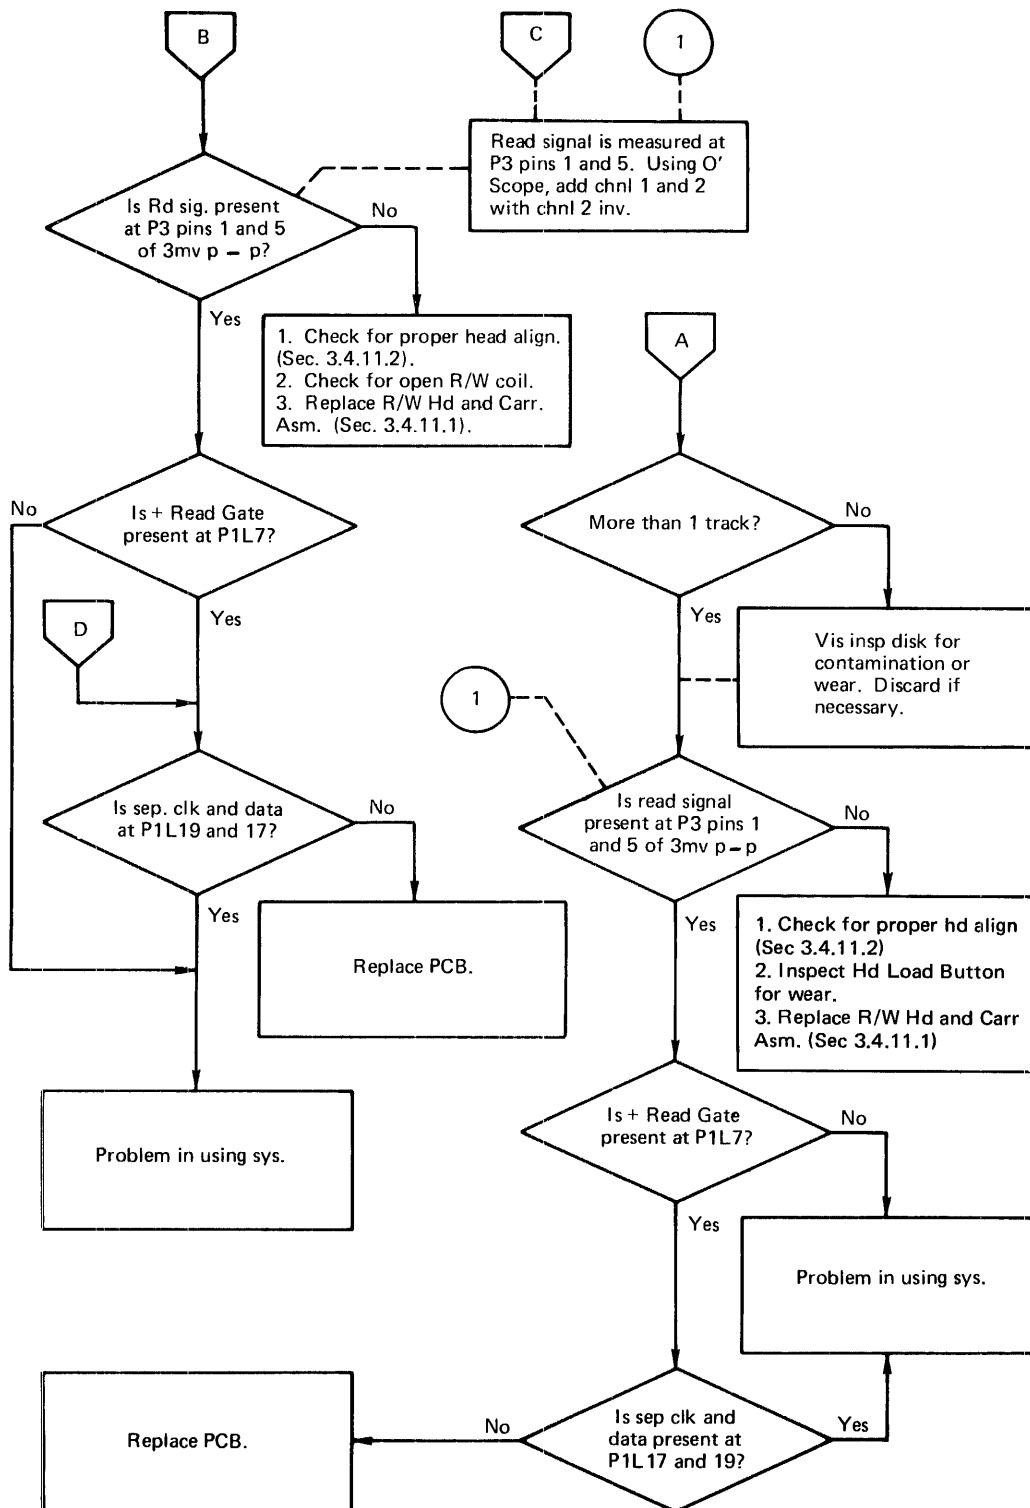 B
C
1
Read signal is measured at
P3 pins 1 and 5. Using O'
Scope, add chnl 1 and 2
with chnl 2 inv.
Is Rd sig. present
at P3 pins 1 and 5
of 3mv p – p?
No
Yes
1. Check for proper head align.
(Sec. 3.4.11.2).
2. Check for open R/W coil.
3. Replace R/W Hd and Carr.
Asm. (Sec. 3.4.11.1).
A
No
Is + Read Gate
present at P1L7?
Yes
More than 1 track?
No
Yes
Vis insp disk for
contamination or
wear. Discard if
necessary.
D
1
Is sep. clk and data
at P1L19 and 17?
No
Yes
Replace PCB.
Is read signal
present at P3 pins 1
and 5 of 3mv p – p
No
Yes
1. Check for proper hd align
(Sec 3.4.11.2)
2. Inspect Hd Load Button
for wear.
3. Replace R/W Hd and Carr
Asm. (Sec 3.4.11.1)
Problem in using sys.
Is + Read Gate
present at P1L7?
No
Yes
Problem in using sys.
Is sep clk and
data present at
P1L17 and 19?
No
Yes
Replace PCB.